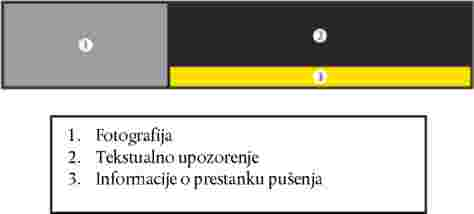 1 2
3
1. Fotografija
2. Tekstualno upozorenje
3. Informacije o prestanku pušenja